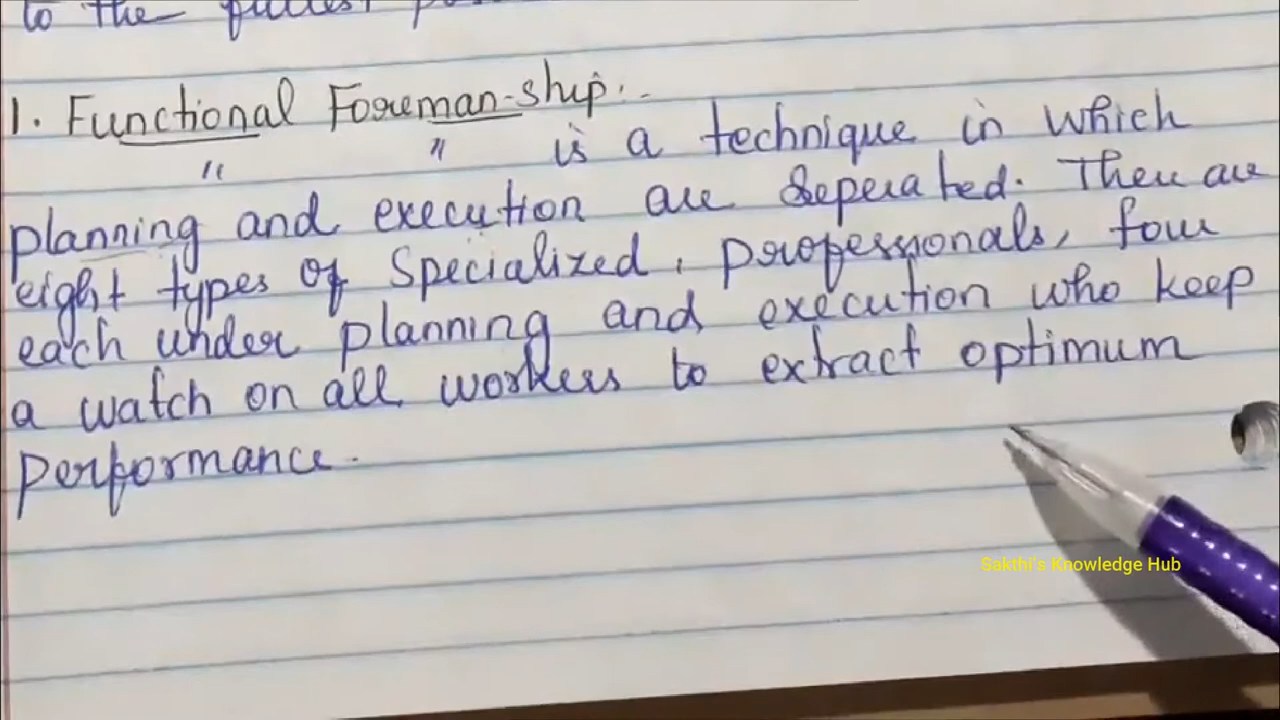 to the fullest
1. Functional Foreman-ship:-
" " is a technique in which
planning and execution are seperated. There are
eight types of specialized, professionals, four
each under planning and execution who keep
a watch on all workers to extract optimum
performance.
Sakthi's Knowledge Hub